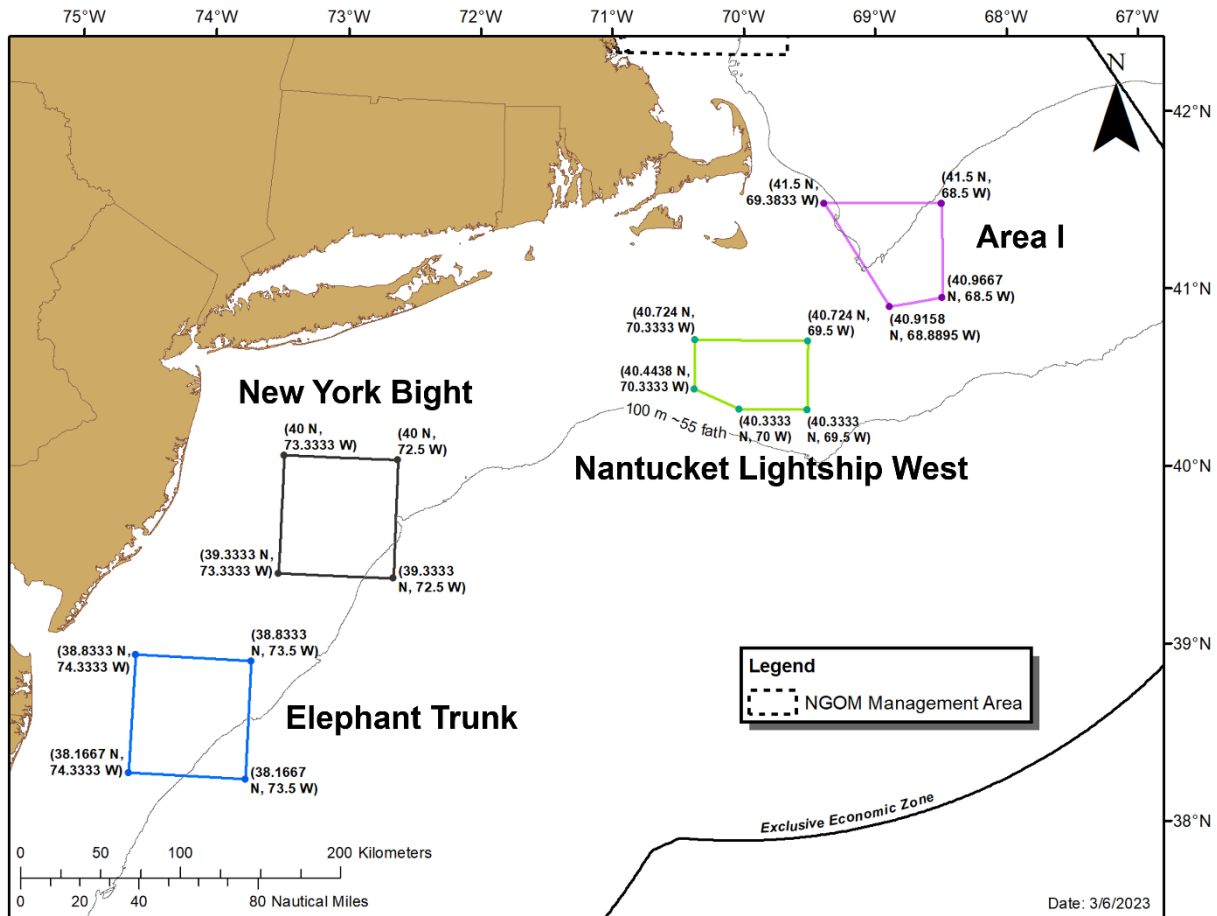 75°W
74°W
73°W
72°W
71°W
70°W
69°W
68°W
67°W
N
42°N
(41.5 N,
69.3833 W)
(41.5 N,
68.5 W)
Area I
41°N
(40.9667
N, 68.5 W)
(40.9158
N, 68.8895 W)
(40.724 N,
70.3333 W)
(40.724 N,
69.5 W)
(40.4438 N,
70.3333 W)
(40.3333
N, 70 W)
(40.3333
N, 69.5 W)
100 m ~55 fath
Nantucket Lightship West
New York Bight
(40 N,
73.3333 W)
(40 N,
72.5 W)
40°N
(39.3333 N,
73.3333 W)
(39.3333
N, 72.5 W)
39°N
(38.8333 N,
74.3333 W)
(38.8333
N, 73.5 W)
Elephant Trunk
(38.1667 N,
74.3333 W)
(38.1667
N, 73.5 W)
Legend
NGOM Management Area
Exclusive Economic Zone
38°N
0 50 100 200 Kilometers
0 20 40 80 Nautical Miles
Date: 3/6/2023